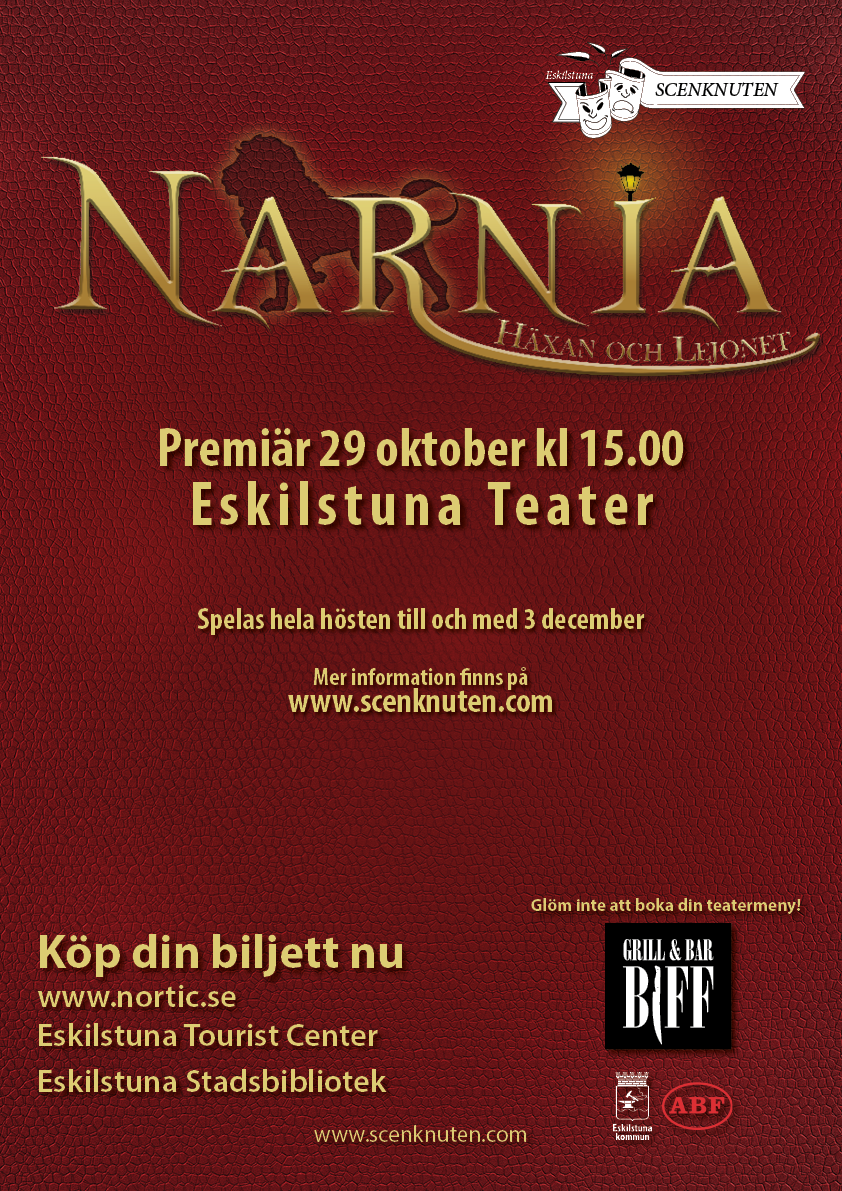 Eskilstuna
SCENKNUTEN
NARNIA
HÄXAN OCH LEJONET
Premiär 29 oktober kl 15.00
Eskilstuna Teater
Spelas hela hösten till och med 3 december
Mer information finns på
www.scenknuten.com
Glöm inte att boka din teatermeny!
GRILL & BAR
BIFF
Köp din biljett nu
www.nortic.se
Eskilstuna Tourist Center
Eskilstuna Stadsbibliotek
Eskilstuna
kommun
ABF
www.scenknuten.com